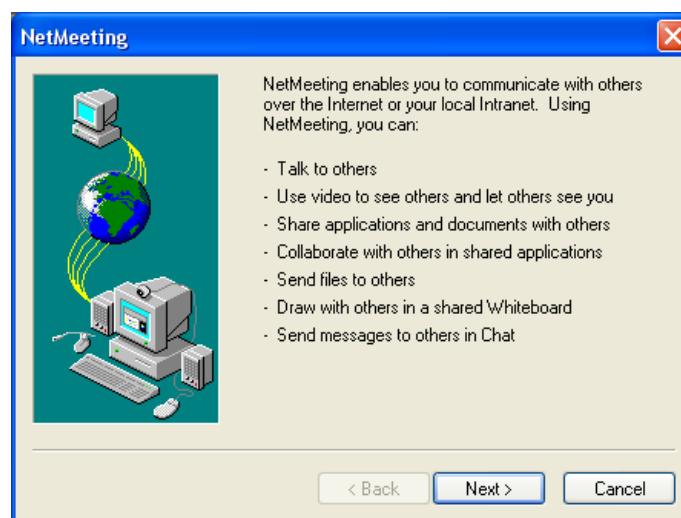 NetMeeting
NetMeeting enables you to communicate with others
over the Internet or your local Intranet.  Using
NetMeeting, you can:
- Talk to others
- Use video to see others and let others see you
- Share applications and documents with others
- Collaborate with others in shared applications
- Send files to others
- Draw with others in a shared Whiteboard
- Send messages to others in Chat
< Back
Next >
Cancel